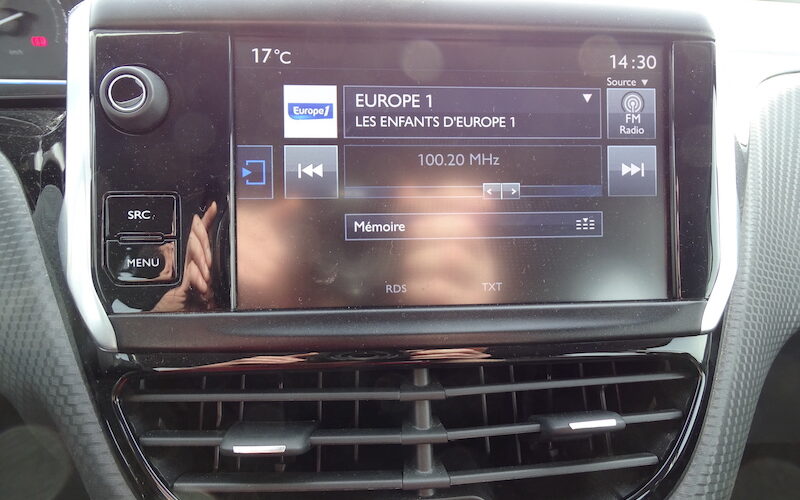 17°C
14:30
Source ▼
Europe1
EUROPE 1 ▼
LES ENFANTS D'EUROPE 1
FM
Radio
100.20 MHz
SRC
Mémoire
MENU
RDS
TXT